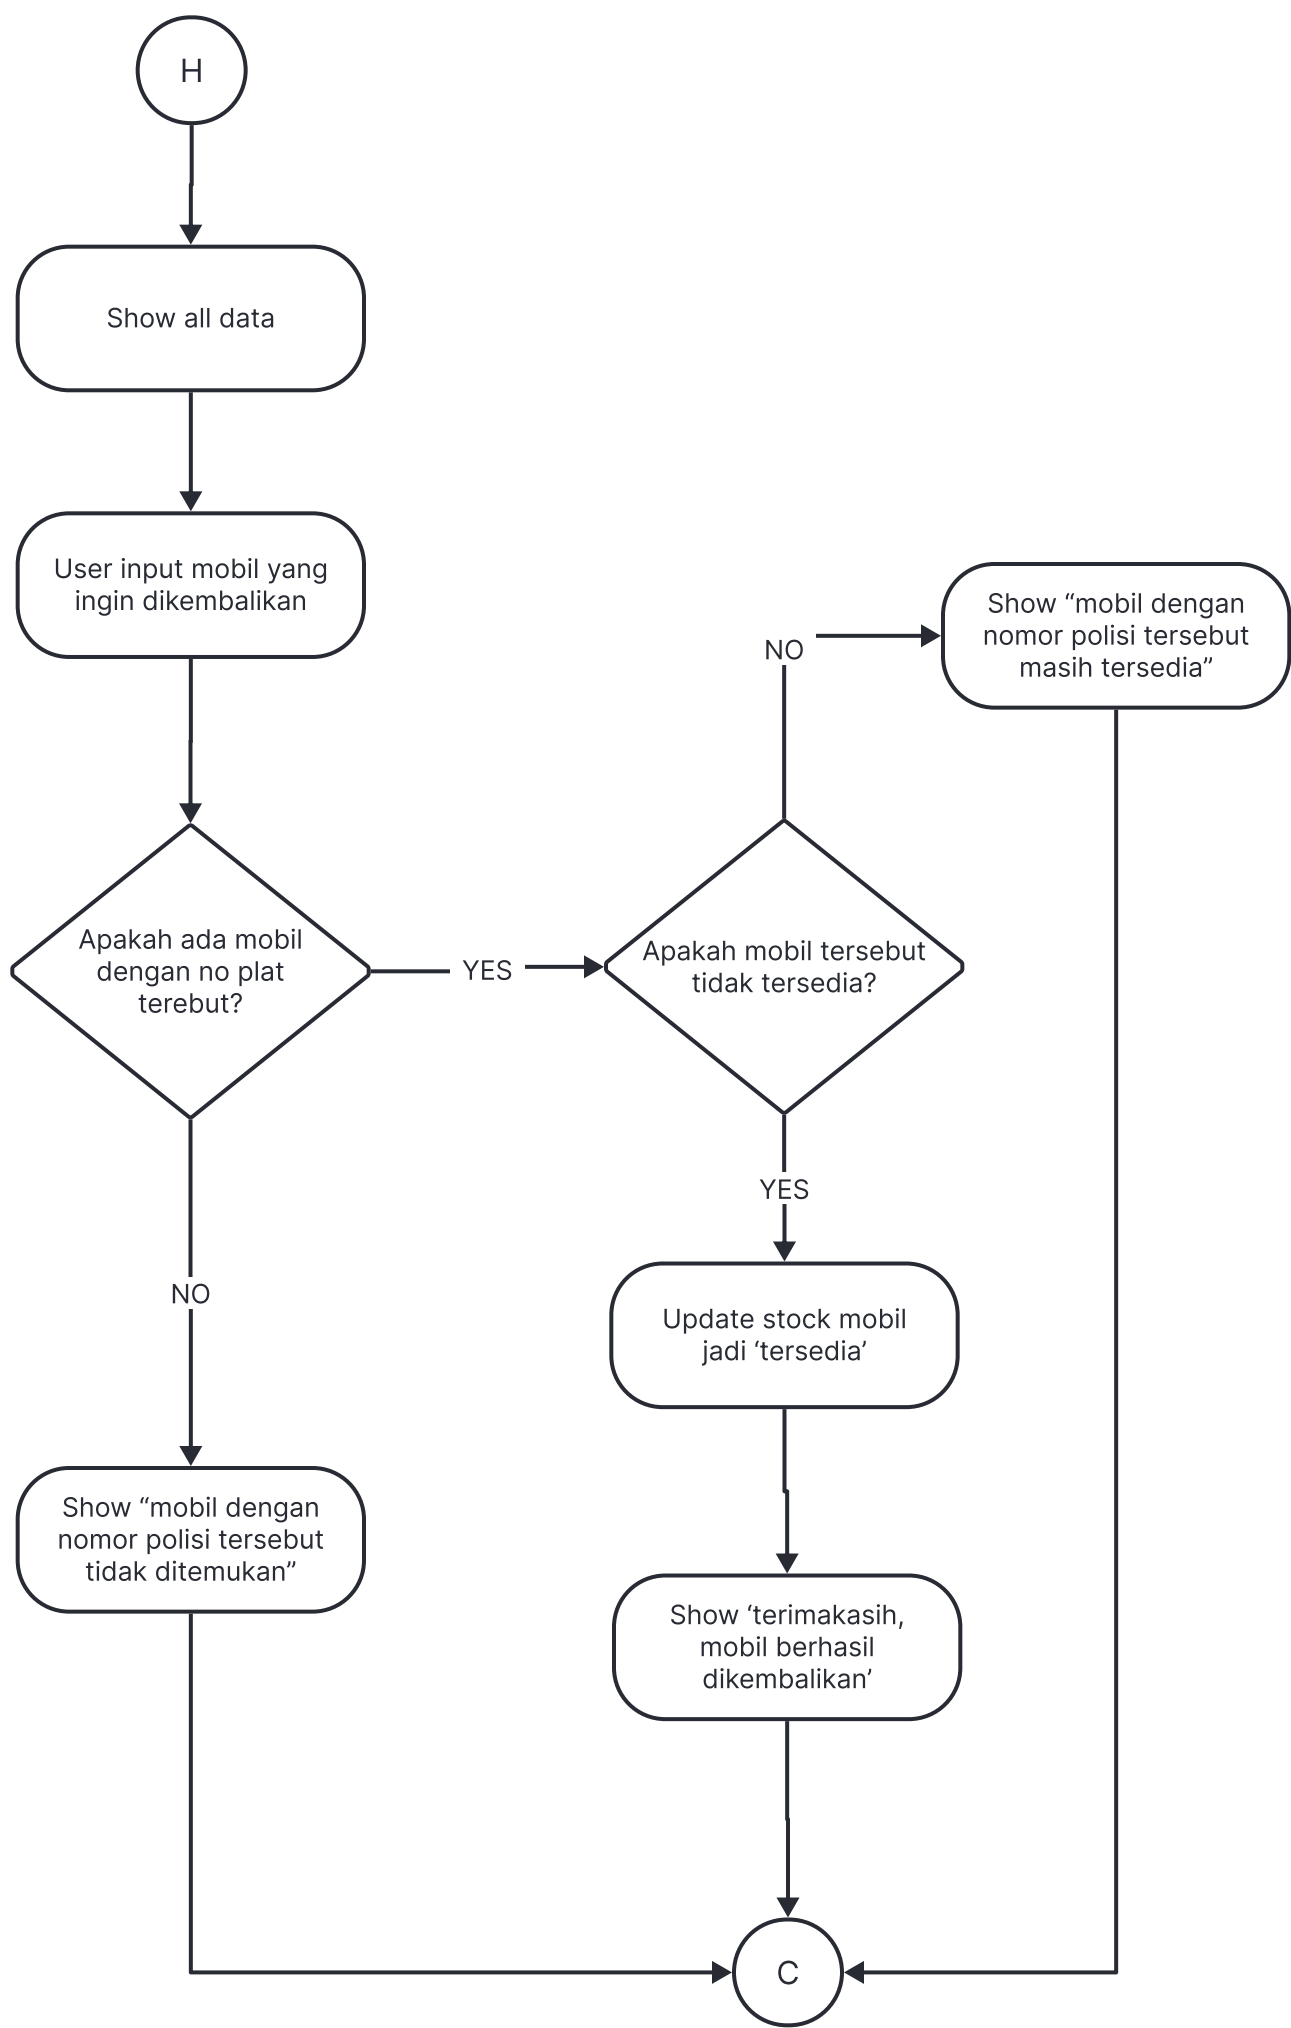 H
Show all data
User input mobil yang
ingin dikembalikan
Apakah ada mobil
dengan no plat
terebut?
YES
NO
Show “mobil dengan
nomor polisi tersebut
tidak ditemukan”
Apakah mobil tersebut
tidak tersedia?
NO
Show “mobil dengan
nomor polisi tersebut
masih tersedia”
YES
Update stock mobil
jadi ‘tersedia’
Show ‘terimakasih,
mobil berhasil
dikembalikan’
C